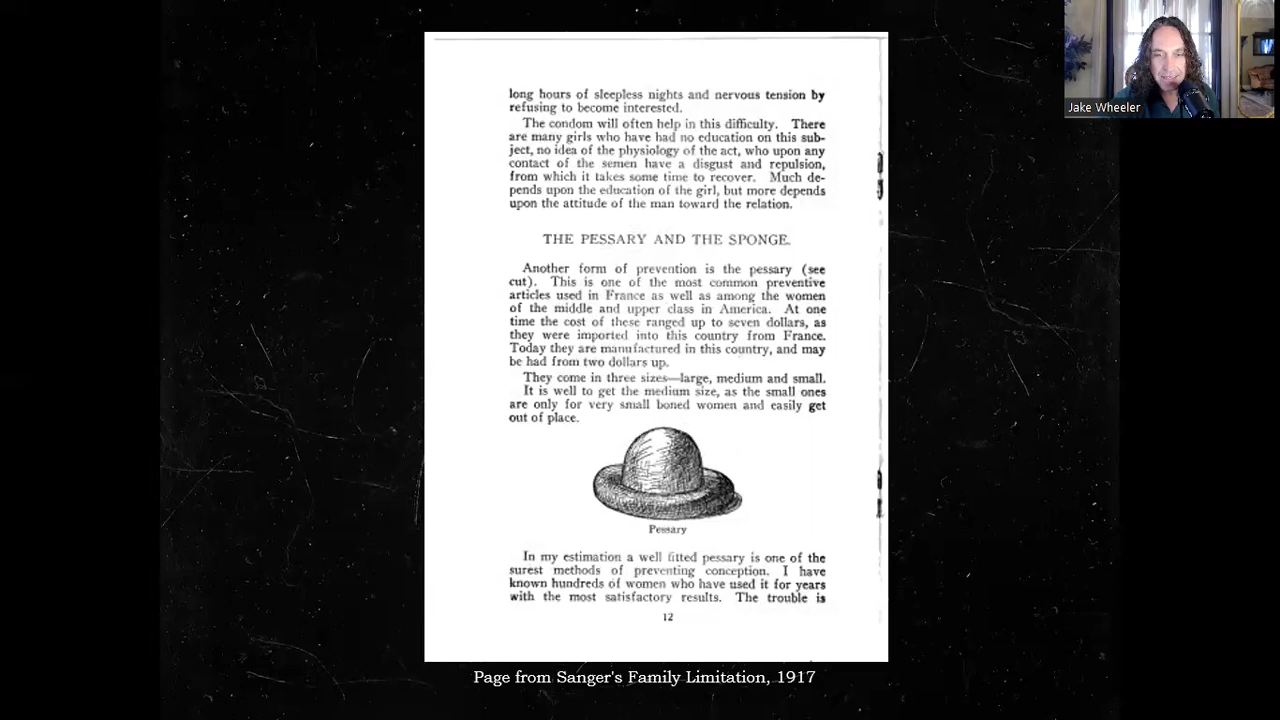 Jake Wheeler
long hours of sleepless nights and nervous tension by
refusing to become interested.
The condom will often help in this difficulty. There
are many girls who have had no education on this sub-
ject, no idea of the physiology of the act, who upon any
contact of the semen have a disgust and repulsion,
from which it takes some time to recover. Much de-
pends upon the education of the girl, but more depends
upon the attitude of the man toward the relation.
THE PESSARY AND THE SPONGE.
Another form of prevention is the pessary (see
cut). This is one of the most common preventive
articles used in France as well as among the women
of the middle and upper class in America. At one
time the cost of these ranged up to seven dollars, as
they were imported into this country from France.
Today they are manufactured in this country, and may
be had from two dollars up.
They come in three sizes—large, medium and small.
It is well to get the medium size, as the small ones
are only for very small boned women and easily get
out of place.
Pessary
In my estimation a well fitted pessary is one of the
surest methods of preventing conception. I have
known hundreds of women who have used it for years
with the most satisfactory results. The trouble is
12
Page from Sanger's Family Limitation, 1917